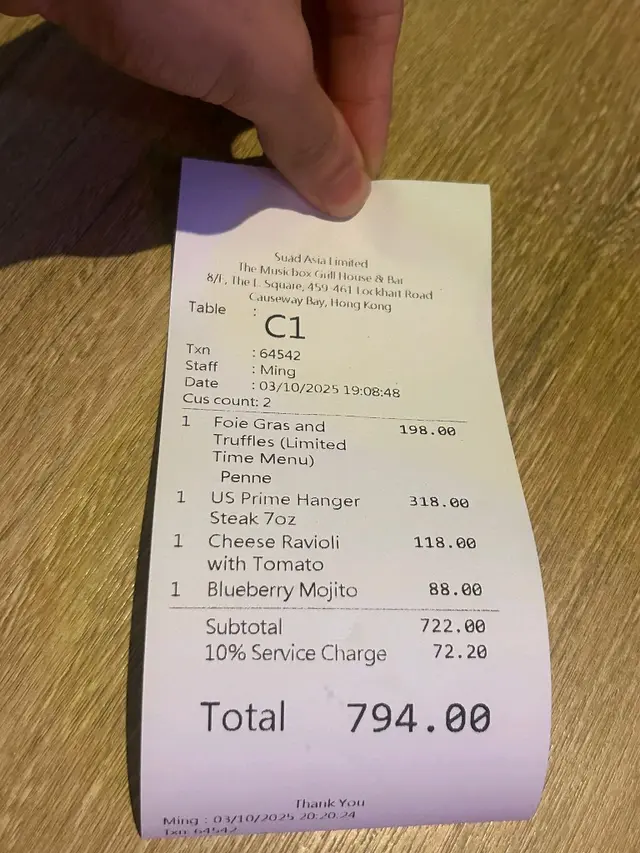 Suad Asia Limited
The Musicbox Grill House & Bar
8/F, The L. Square, 459-461 Lockhart Road
Causeway Bay, Hong Kong
Table :
C1
Txn : 64542
Staff : Ming
Date : 03/10/2025 19:08:48
Cus count: 2
1 Foie Gras and 198.00
Truffles (Limited
Time Menu)
Penne
1 US Prime Hanger 318.00
Steak 7oz
1 Cheese Ravioli 118.00
with Tomato
1 Blueberry Mojito 88.00
Subtotal 722.00
10% Service Charge 72.20
Total 794.00
Thank You
Ming : 03/10/2025 20:20:24
Txn 64542